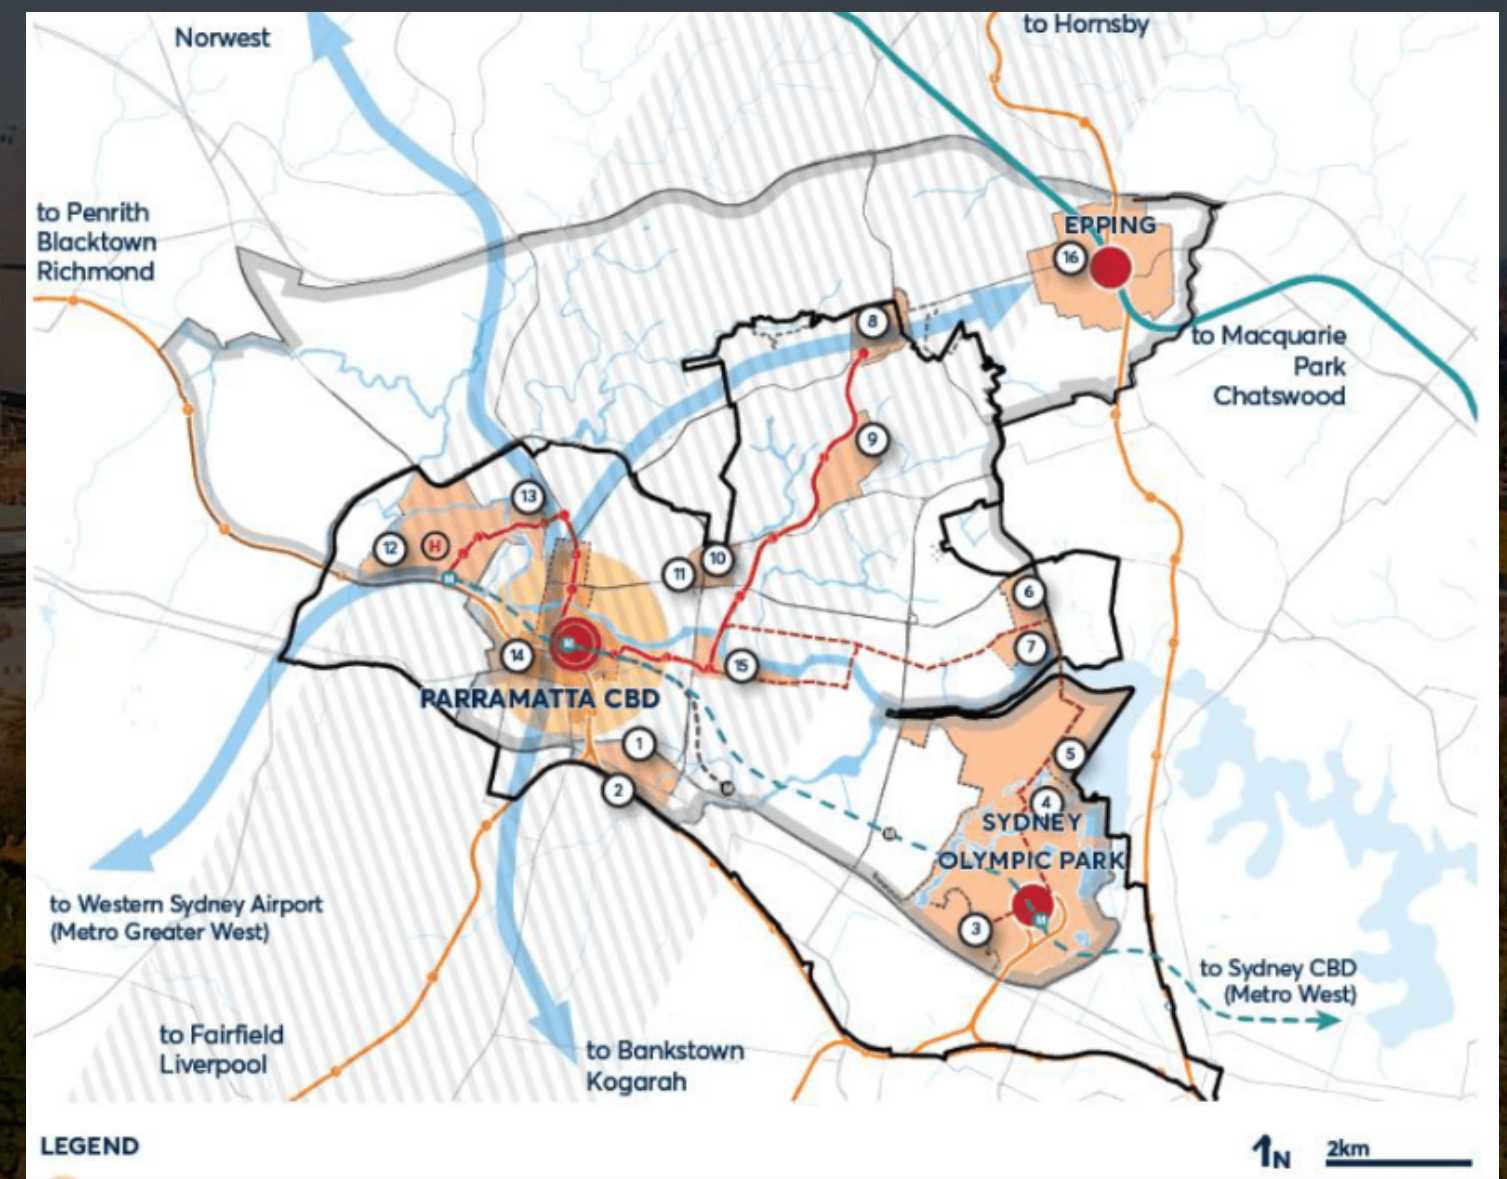 Norwest
to Hornsby
to Penrith
Blacktown
Richmond
EPPING
16
8
to Macquarie
Park
Chatswood
9
13
12
H
10
11
M
6
7
M
14
15
PARRAMATTA CBD
1
2
5
4
SYDNEY
OLYMPIC PARK
M
M
3
M
to Western Sydney Airport
(Metro Greater West)
to Sydney CBD
(Metro West)
to Fairfield
Liverpool
to Bankstown
Kogarah
LEGEND
1N
2km